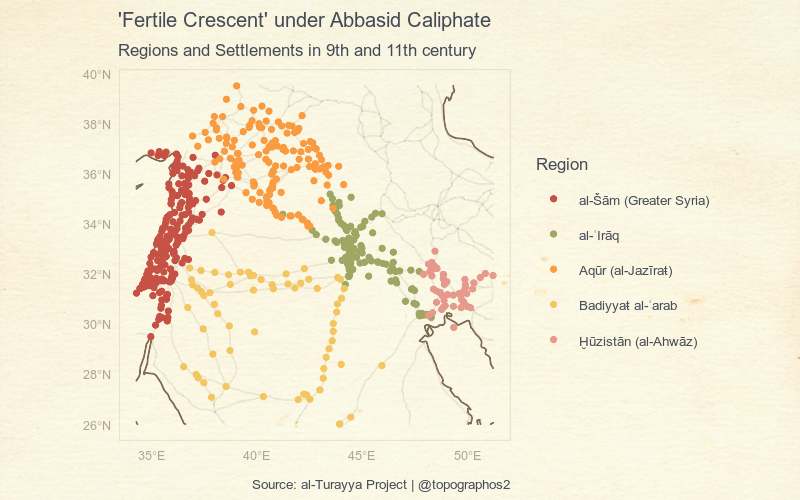 'Fertile Crescent' under Abbasid Caliphate
Regions and Settlements in 9th and 11th century
40°N
38°N
36°N
34°N
32°N
30°N
28°N
26°N
35°E
40°E
45°E
50°E
Region
al-Šām (Greater Syria)
al-ʿIrāq
Aqūr (al-Jazīraŧ)
Badiyyaŧ al-ʿarab
Ḫūzistān (al-Ahwāz)
Source: al-Turayya Project | @topographos2